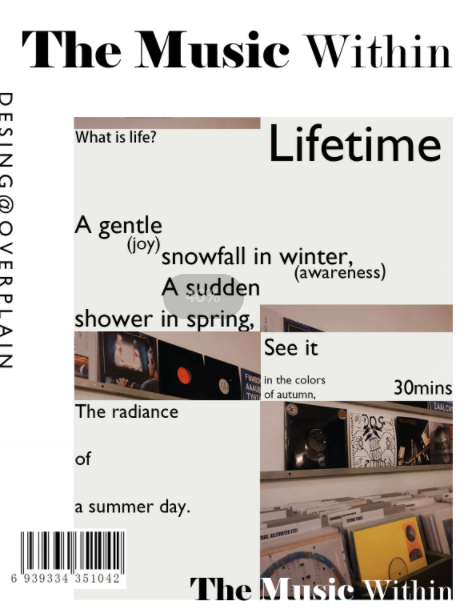 The Music Within
DESING@OVERPLAIN
What is life?
Lifetime
A gentle
(joy)
snowfall in winter,
(awareness)
A sudden
40%
shower in spring,
See it
in the colors
of autumn,
30mins
The radiance
of
a summer day.
6 939334 351042
The Music Within